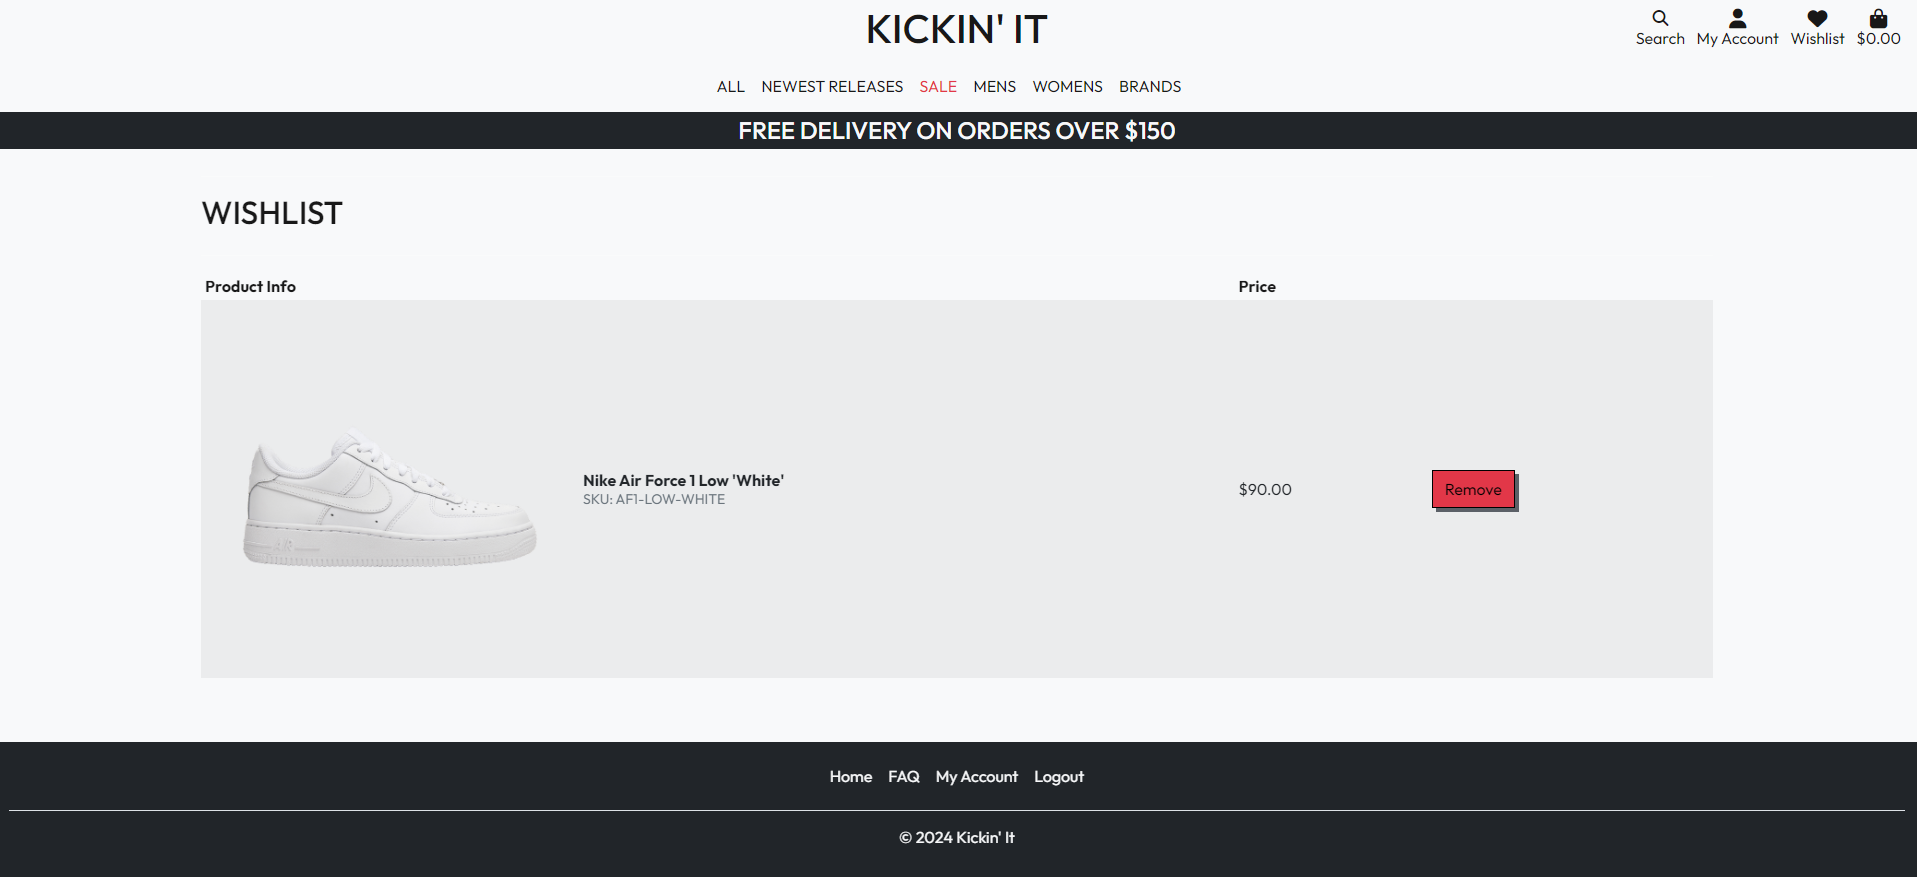 KICKIN' IT
Search My Account Wishlist $0.00
ALL NEWEST RELEASES SALE MENS WOMENS BRANDS
FREE DELIVERY ON ORDERS OVER $150
WISHLIST
Product Info Price
Nike Air Force 1 Low 'White'
SKU: AF1-LOW-WHITE
$90.00 Remove
AIR
Home FAQ My Account Logout
© 2024 Kickin' It